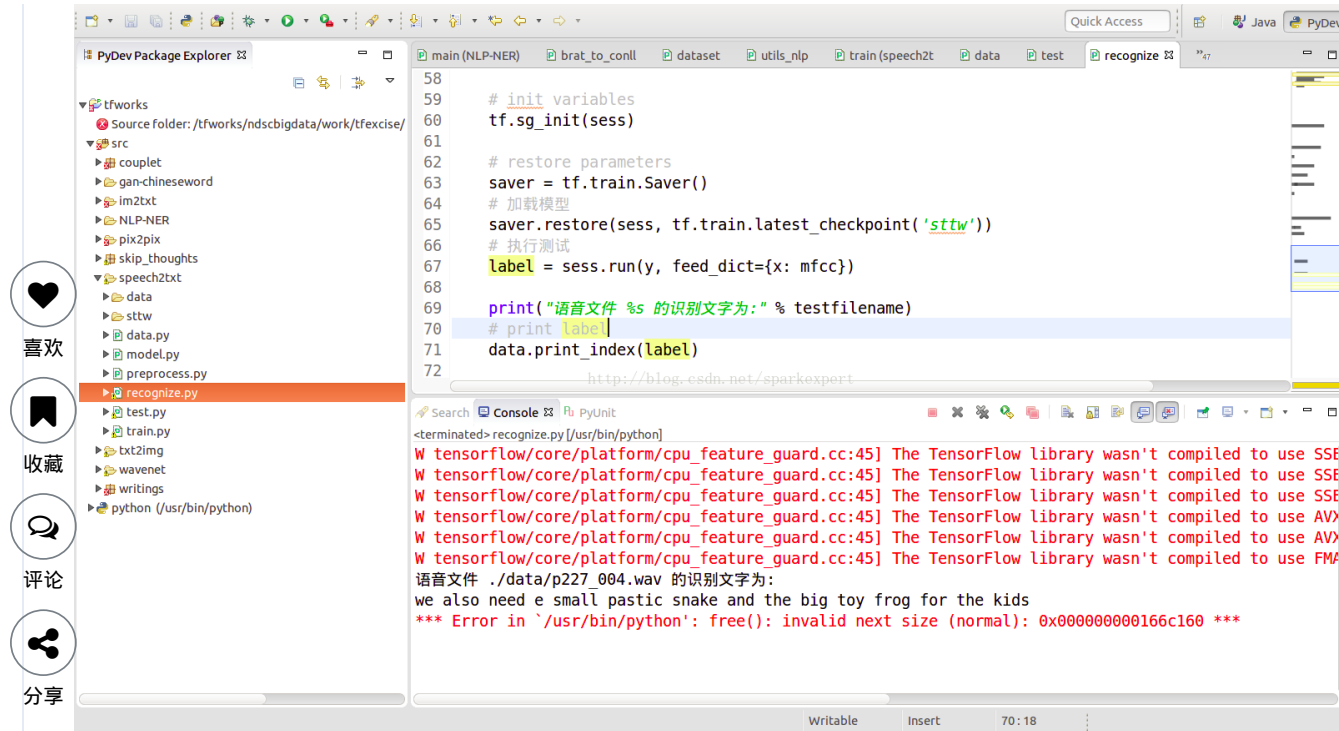 Quick Access
Java
PyDev
PyDev Package Explorer
main (NLP-NER)
brat_to_conll
dataset
utils_nlp
train (speech2t
data
test
recognize
47
tfworks
Source folder: /tfworks/ndscbigdata/work/tfexcise/
src
couplet
gan-chineseword
im2txt
NLP-NER
pix2pix
skip_thoughts
speech2txt
data
sttw
data.py
model.py
preprocess.py
recognize.py
test.py
train.py
txt2img
wavenet
writings
python (/usr/bin/python)
喜欢
收藏
评论
分享
58
59 # init variables
60 tf.sg_init(sess)
61
62 # restore parameters
63 saver = tf.train.Saver()
64 # 加载模型
65 saver.restore(sess, tf.train.latest_checkpoint('sttw'))
66 # 执行测试
67 label = sess.run(y, feed_dict={x: mfcc})
68
69 print("语音文件 %s 的识别文字为:" % testfilename)
70 # print label
71 data.print_index(label)
72
http://blog.csdn.net/sparkexpert
Search
Console
PyUnit
<terminated> recognize.py [/usr/bin/python]
W tensorflow/core/platform/cpu_feature_guard.cc:45] The TensorFlow library wasn't compiled to use SSE
W tensorflow/core/platform/cpu_feature_guard.cc:45] The TensorFlow library wasn't compiled to use SSE
W tensorflow/core/platform/cpu_feature_guard.cc:45] The TensorFlow library wasn't compiled to use SSE
W tensorflow/core/platform/cpu_feature_guard.cc:45] The TensorFlow library wasn't compiled to use AVX
W tensorflow/core/platform/cpu_feature_guard.cc:45] The TensorFlow library wasn't compiled to use AVX
W tensorflow/core/platform/cpu_feature_guard.cc:45] The TensorFlow library wasn't compiled to use FMA
语音文件 ./data/p227_004.wav 的识别文字为:
we also need e small pastic snake and the big toy frog for the kids
*** Error in `/usr/bin/python': free(): invalid next size (normal): 0x000000000166c160 ***
Writable
Insert
70 : 18